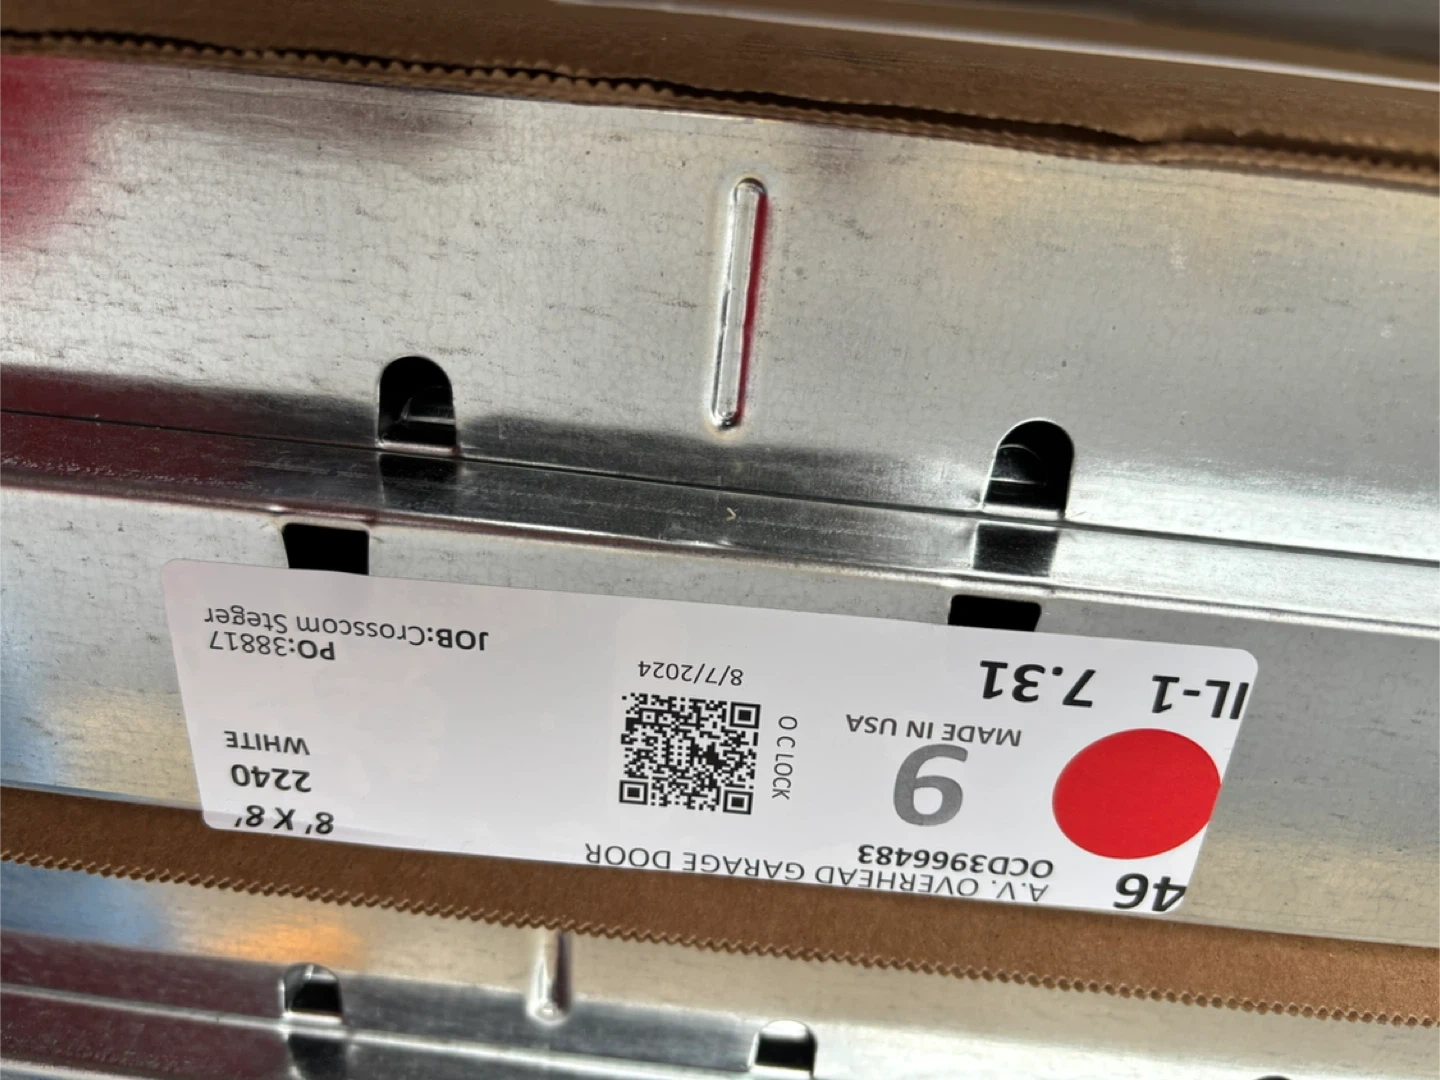 46
A.V. OVERHEAD GARAGE DOOR
OCD3966483
6
MADE IN USA
IL-1 7.31
O C LOCK
8/7/2024
8' X 8'
2240
WHITE
PO:38817
JOB:Crosscom Steger